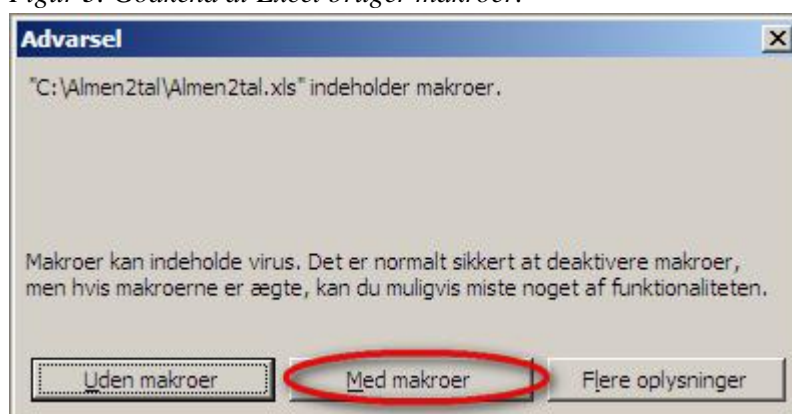 Figur 3. Godkend at Excel bruger makroer.
Advarsel
"C:\Almen2tal\Almen2tal.xls" indeholder makroer.
Makroer kan indeholde virus. Det er normalt sikkert at deaktivere makroer,
men hvis makroerne er ægte, kan du muligvis miste noget af funktionaliteten.
Uden makroer
Med makroer
Flere oplysninger